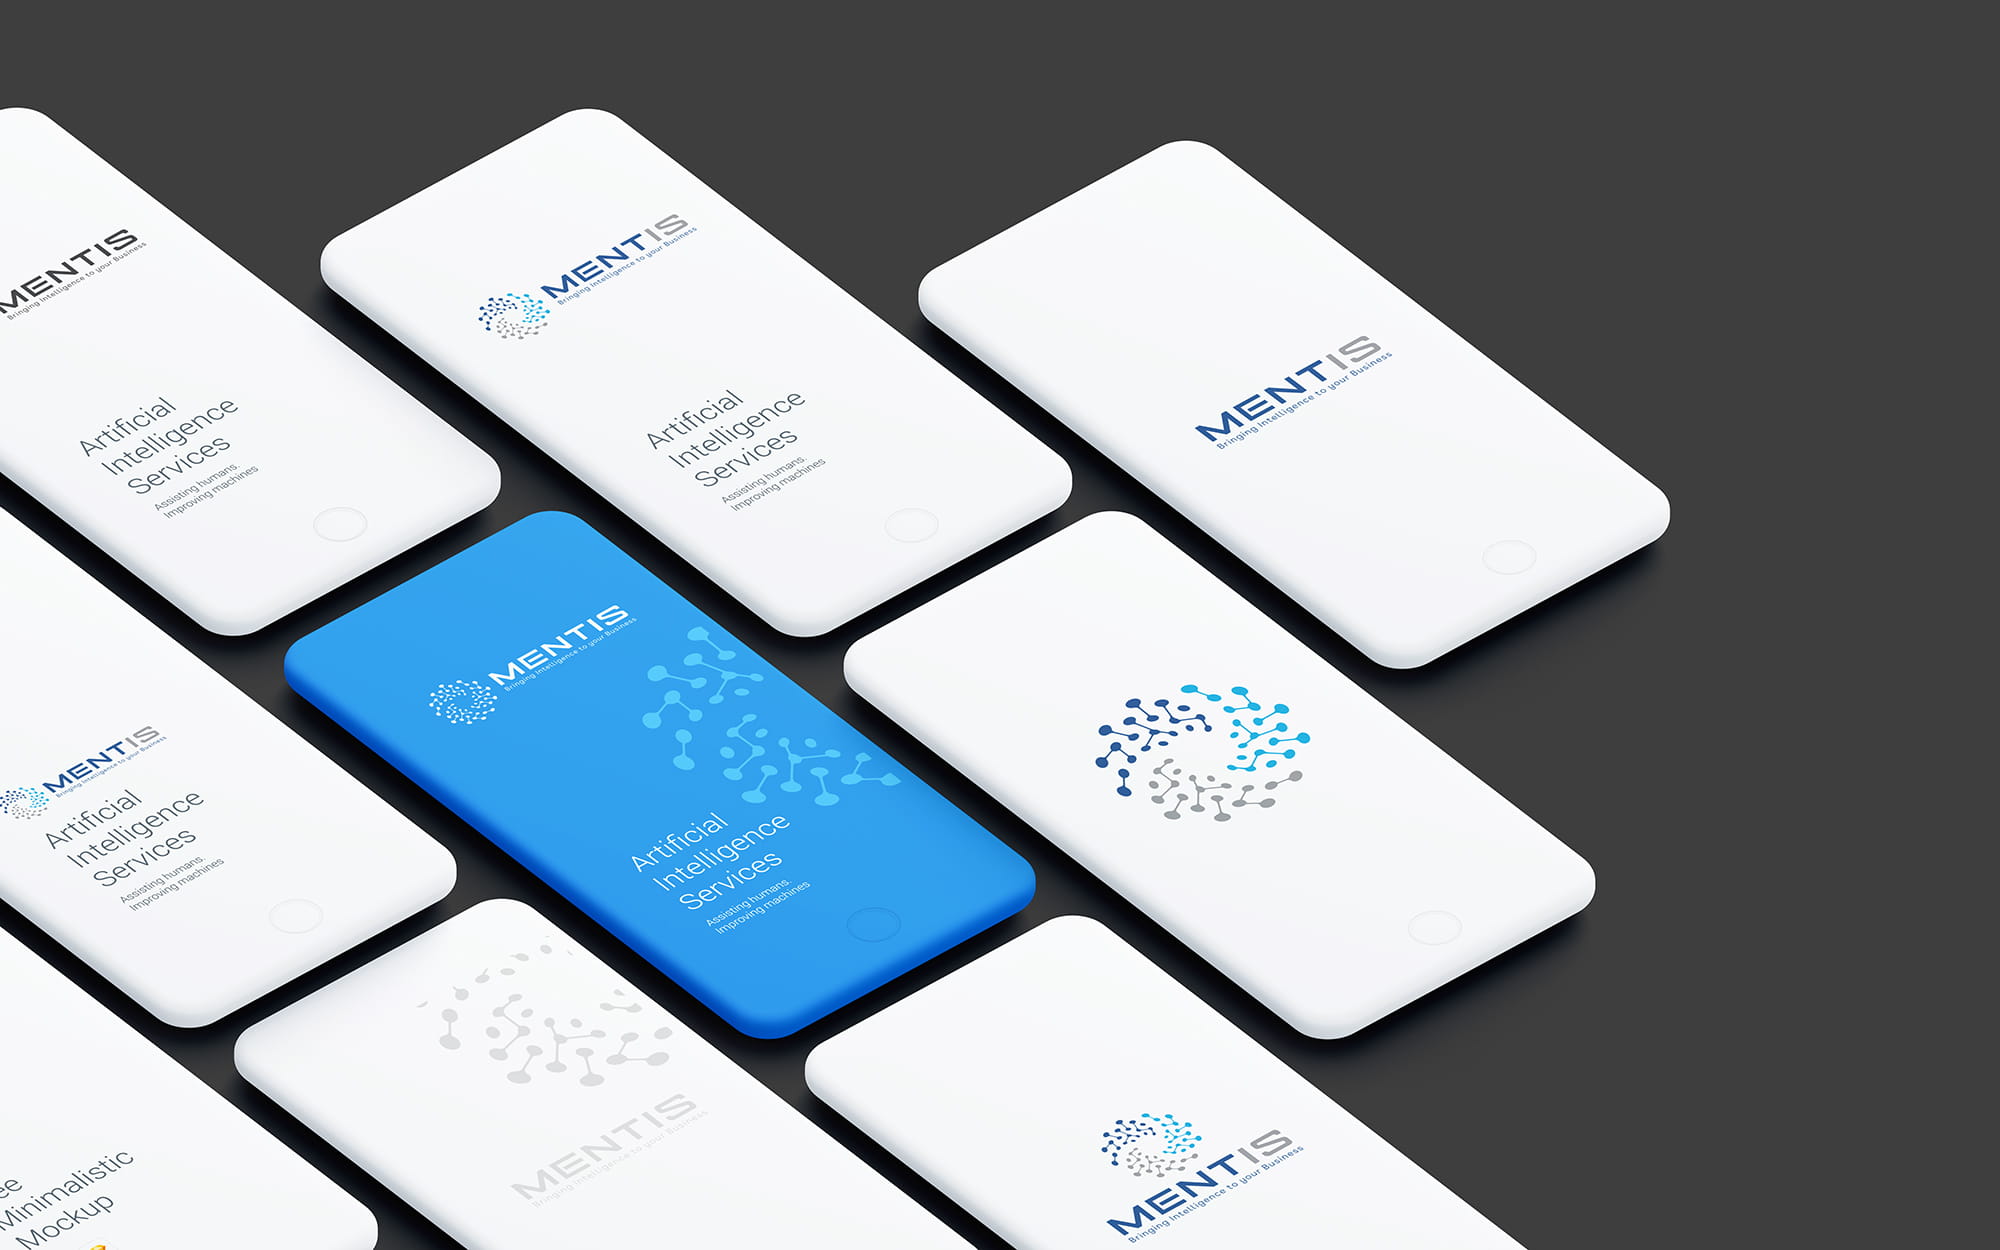 MENTIS
Bringing Intelligence to your Business
Artificial
Intelligence
Services
Assisting humans.
Improving machines
MENTIS
Bringing Intelligence to your Business
Artificial
Intelligence
Services
Assisting humans.
Improving machines
MENTIS
Bringing Intelligence to your Business
MENTIS
Bringing Intelligence to your Business
Artificial
Intelligence
Services
Assisting humans.
Improving machines
MENTIS
Bringing Intelligence to your Business
Artificial
Intelligence
Services
Assisting humans.
Improving machines
Minimalistic
Mockup
MENTIS
Bringing Intelligence to your Business
MENTIS
Bringing Intelligence to your Business